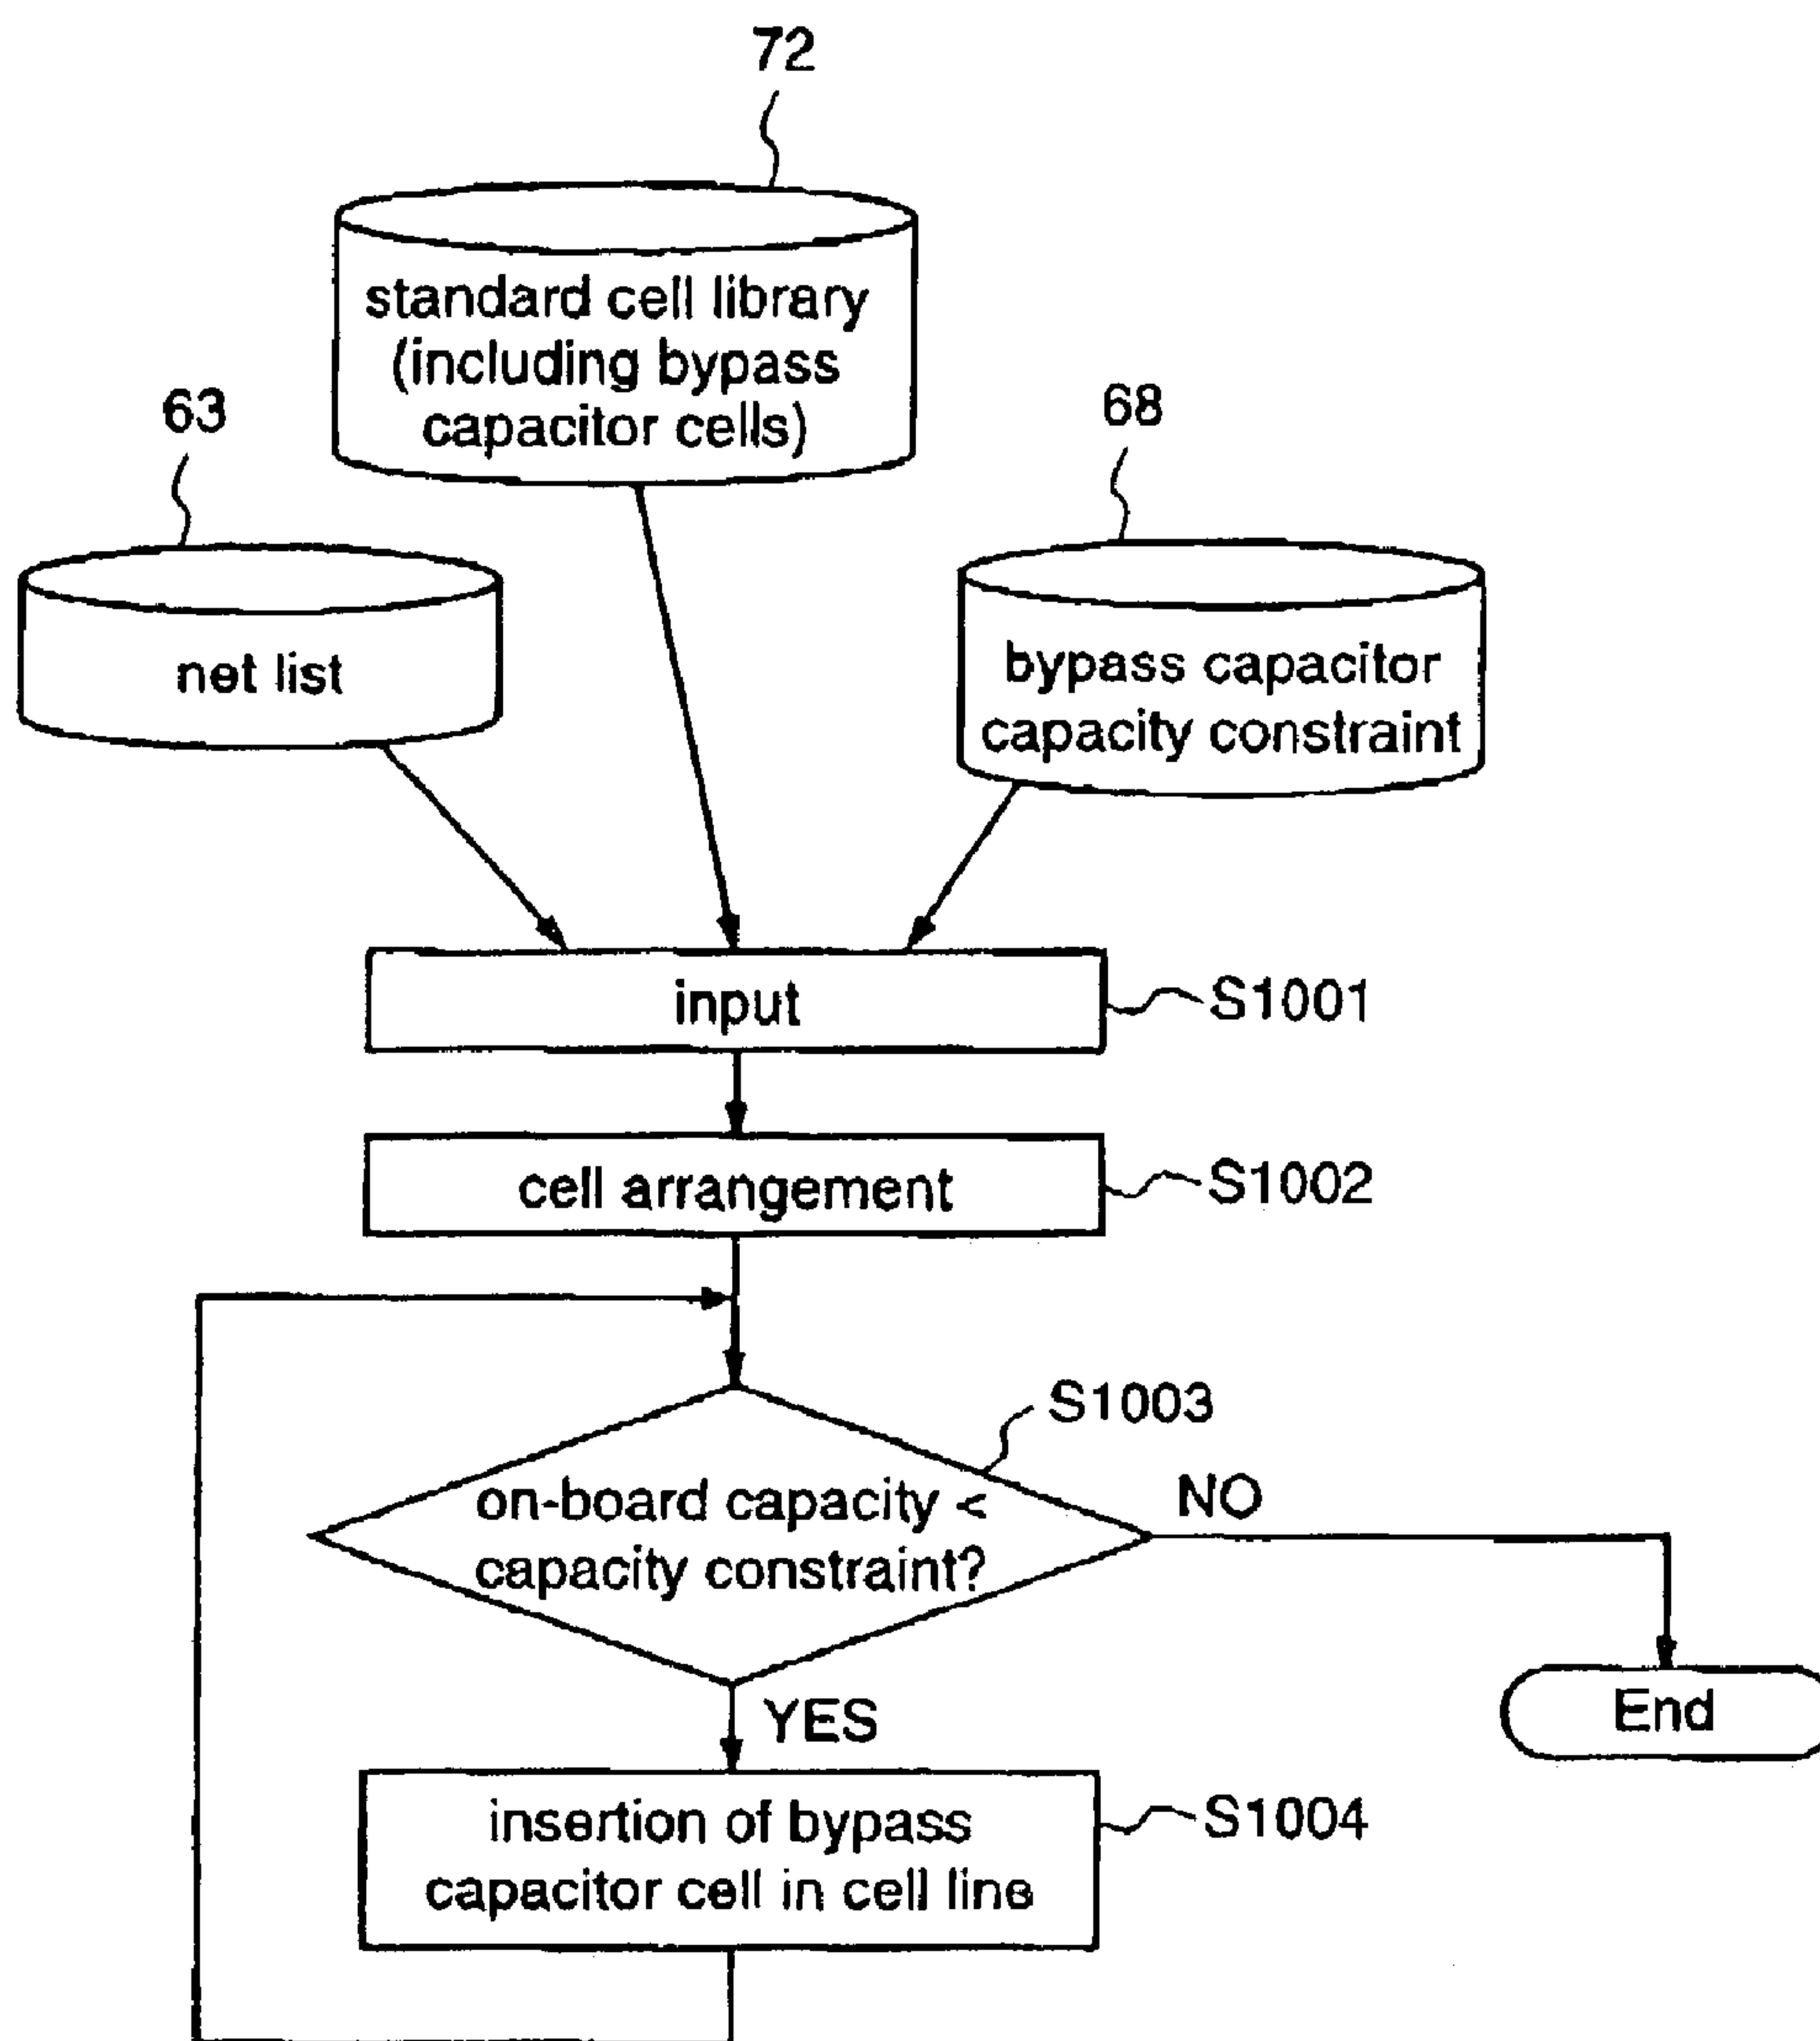 72
standard cell library
(including bypass
capacitor cells)
63
net list
68
bypass capacitor
capacity constraint
input
S1001
cell arrangement
S1002
S1003
on-board capacity <
capacity constraint?
NO
YES
End
insertion of bypass
capacitor cell in cell line
S1004